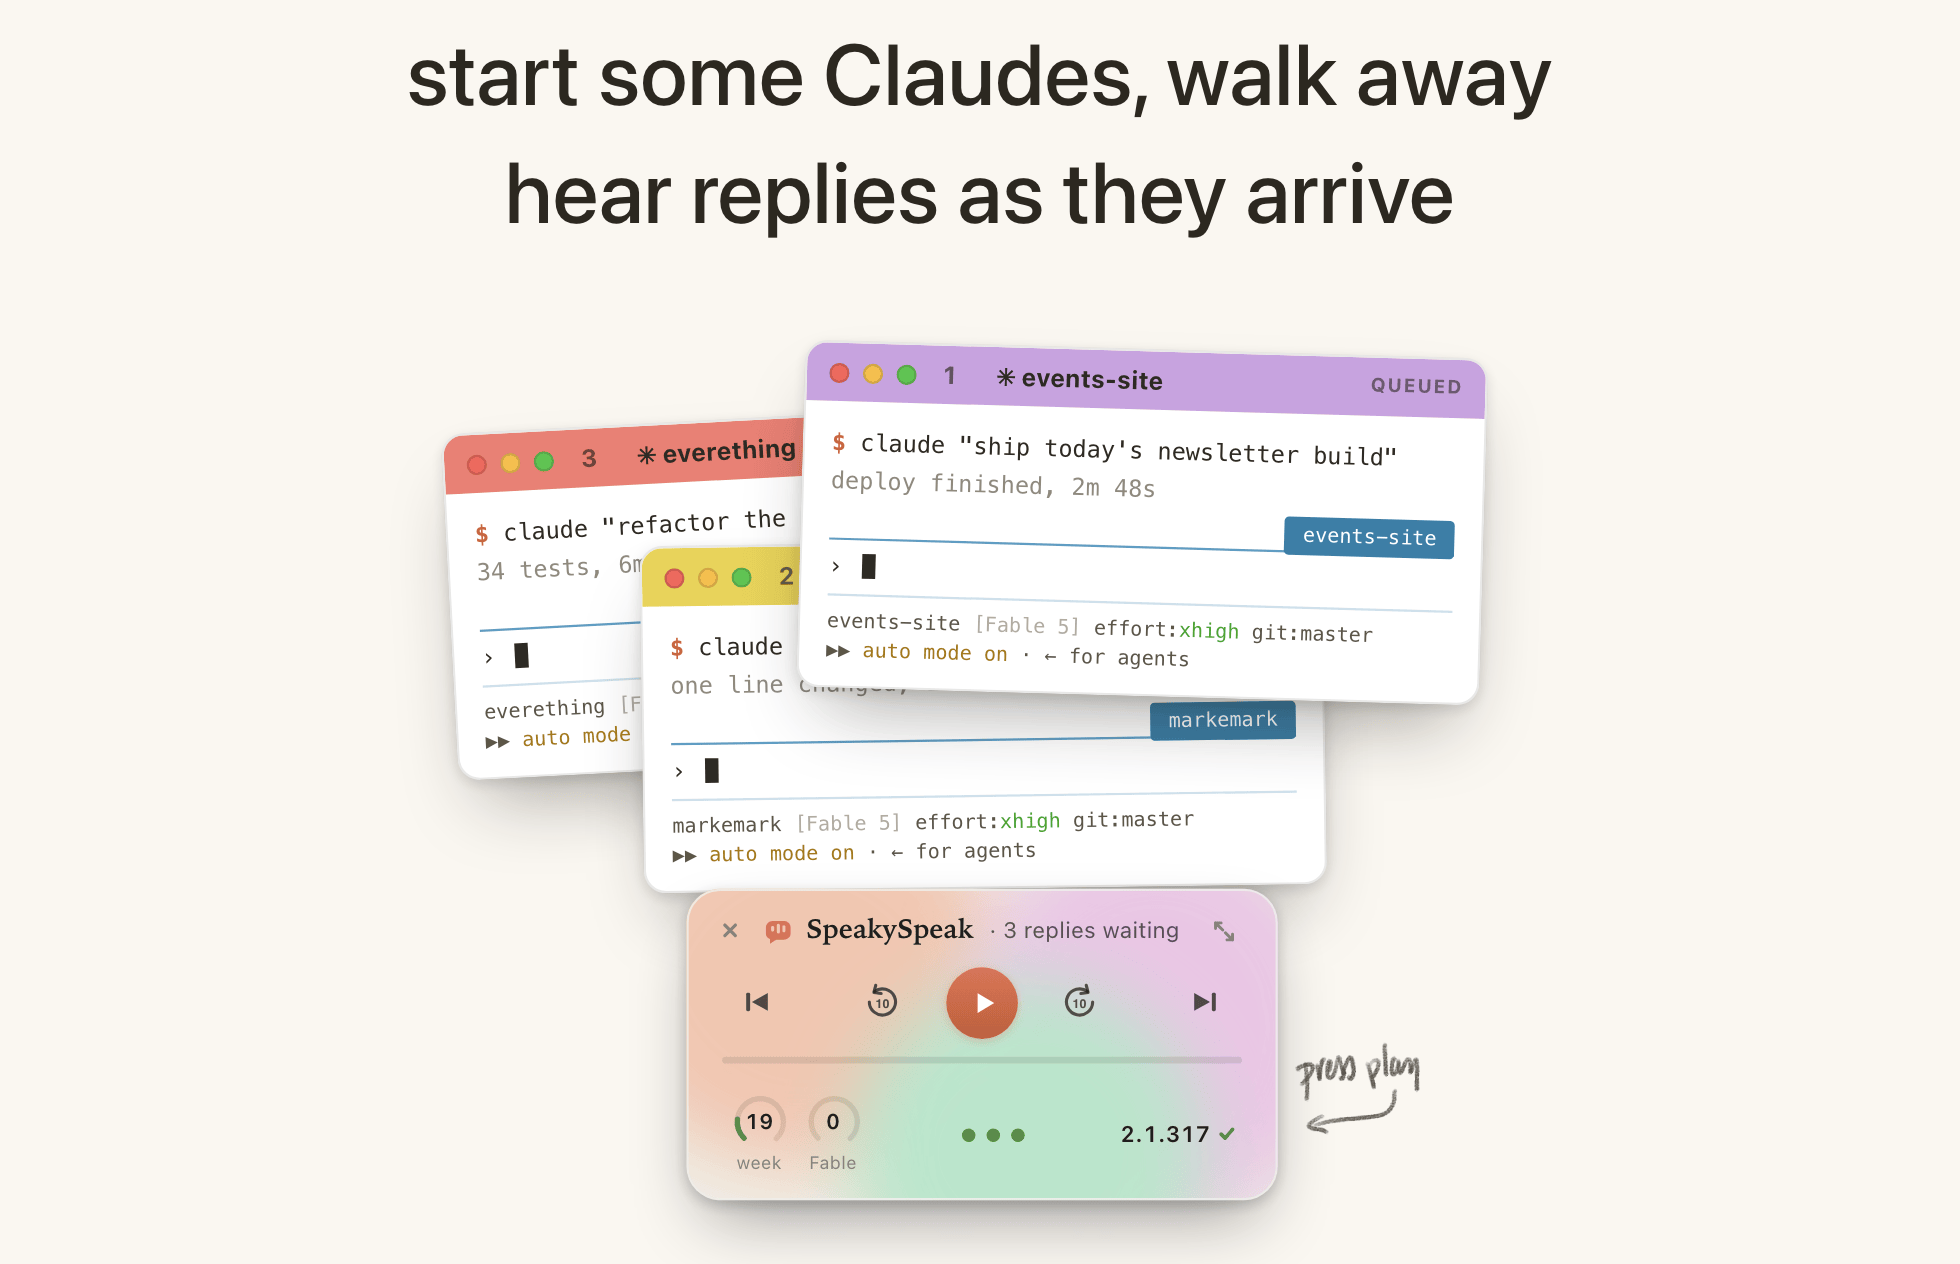 start some Claudes, walk away
hear replies as they arrive
1 ✳ events-site QUEUED
$ claude "ship today's newsletter build"
deploy finished, 2m 48s
events-site
›
events-site [Fable 5] effort:xhigh git:master
▶▶ auto mode on · ← for agents
3 ✳ everething
$ claude "refactor the
34 tests, 6m
›
everething [F
▶▶ auto mode
2
$ claude
one line changed,
markemark
›
markemark [Fable 5] effort:xhigh git:master
▶▶ auto mode on · ← for agents
SpeakySpeak · 3 replies waiting
10 10
19 0 2.1.317
week Fable
press play